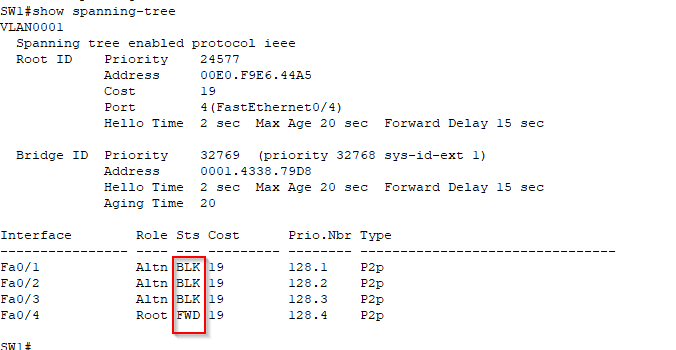 SW1#show spanning-tree
VLAN0001
  Spanning tree enabled protocol ieee
  Root ID    Priority    24577
             Address     00E0.F9E6.44A5
             Cost        19
             Port        4(FastEthernet0/4)
             Hello Time  2 sec  Max Age 20 sec  Forward Delay 15 sec

  Bridge ID  Priority    32769  (priority 32768 sys-id-ext 1)
             Address     0001.4338.79D8
             Hello Time  2 sec  Max Age 20 sec  Forward Delay 15 sec
             Aging Time  20

Interface        Role Sts Cost      Prio.Nbr Type
---------------- ---- --- --------- -------- --------------------------------
Fa0/1            Altn BLK 19        128.1    P2p
Fa0/2            Altn BLK 19        128.2    P2p
Fa0/3            Altn BLK 19        128.3    P2p
Fa0/4            Root FWD 19        128.4    P2p

SW1#